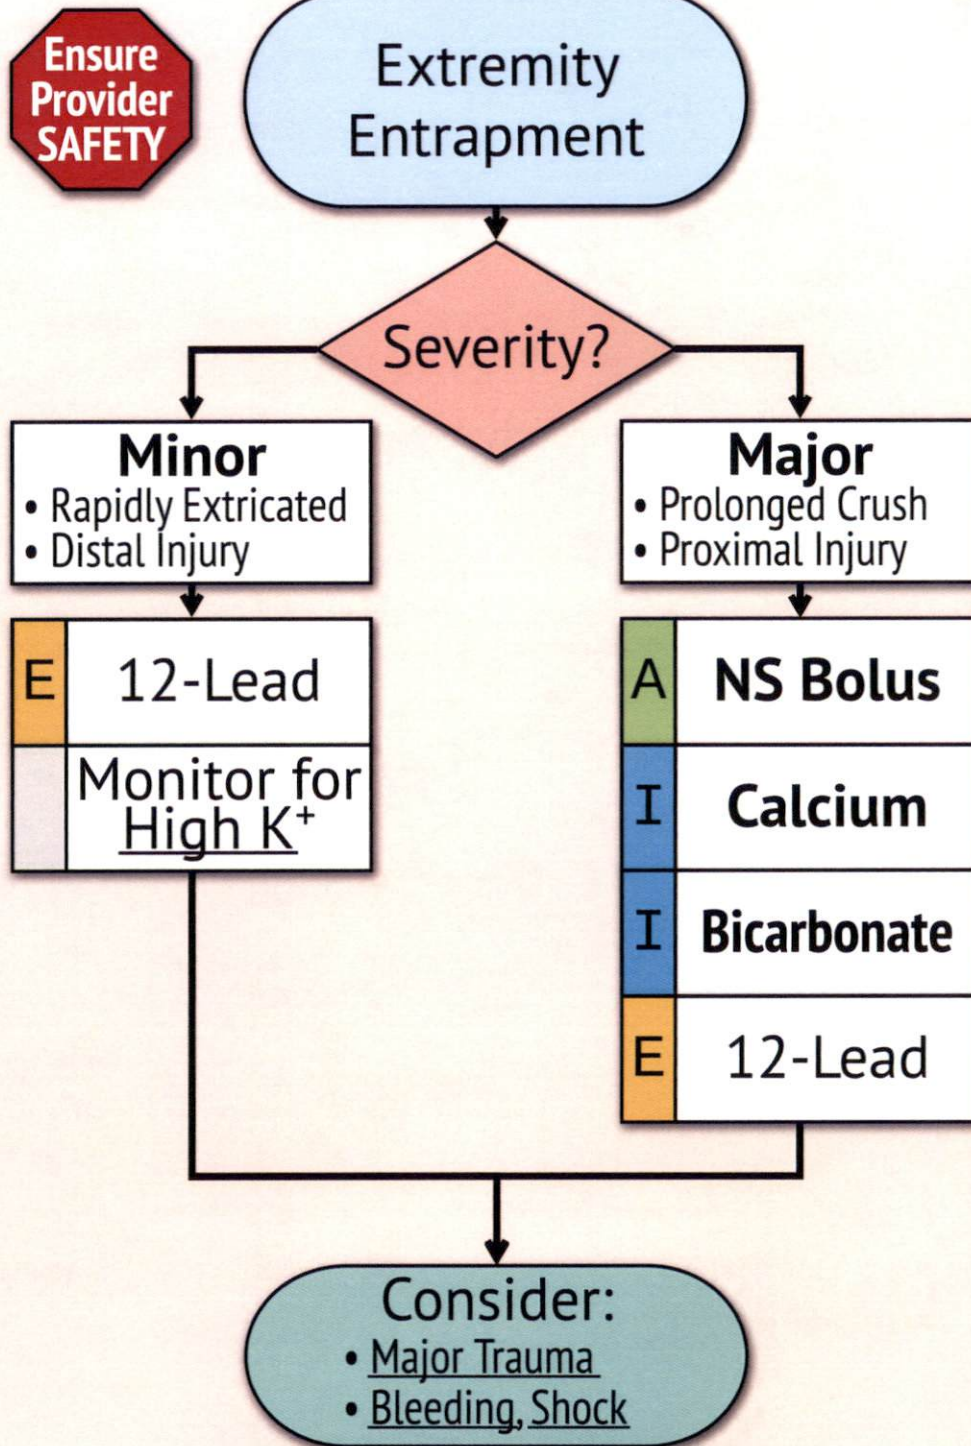 Ensure
Provider
SAFETY
Extremity
Entrapment
Severity?
Minor
• Rapidly Extricated
• Distal Injury
E 12-Lead
Monitor for
High K⁺
Major
• Prolonged Crush
• Proximal Injury
A NS Bolus
I Calcium
I Bicarbonate
E 12-Lead
Consider:
• Major Trauma
• Bleeding, Shock